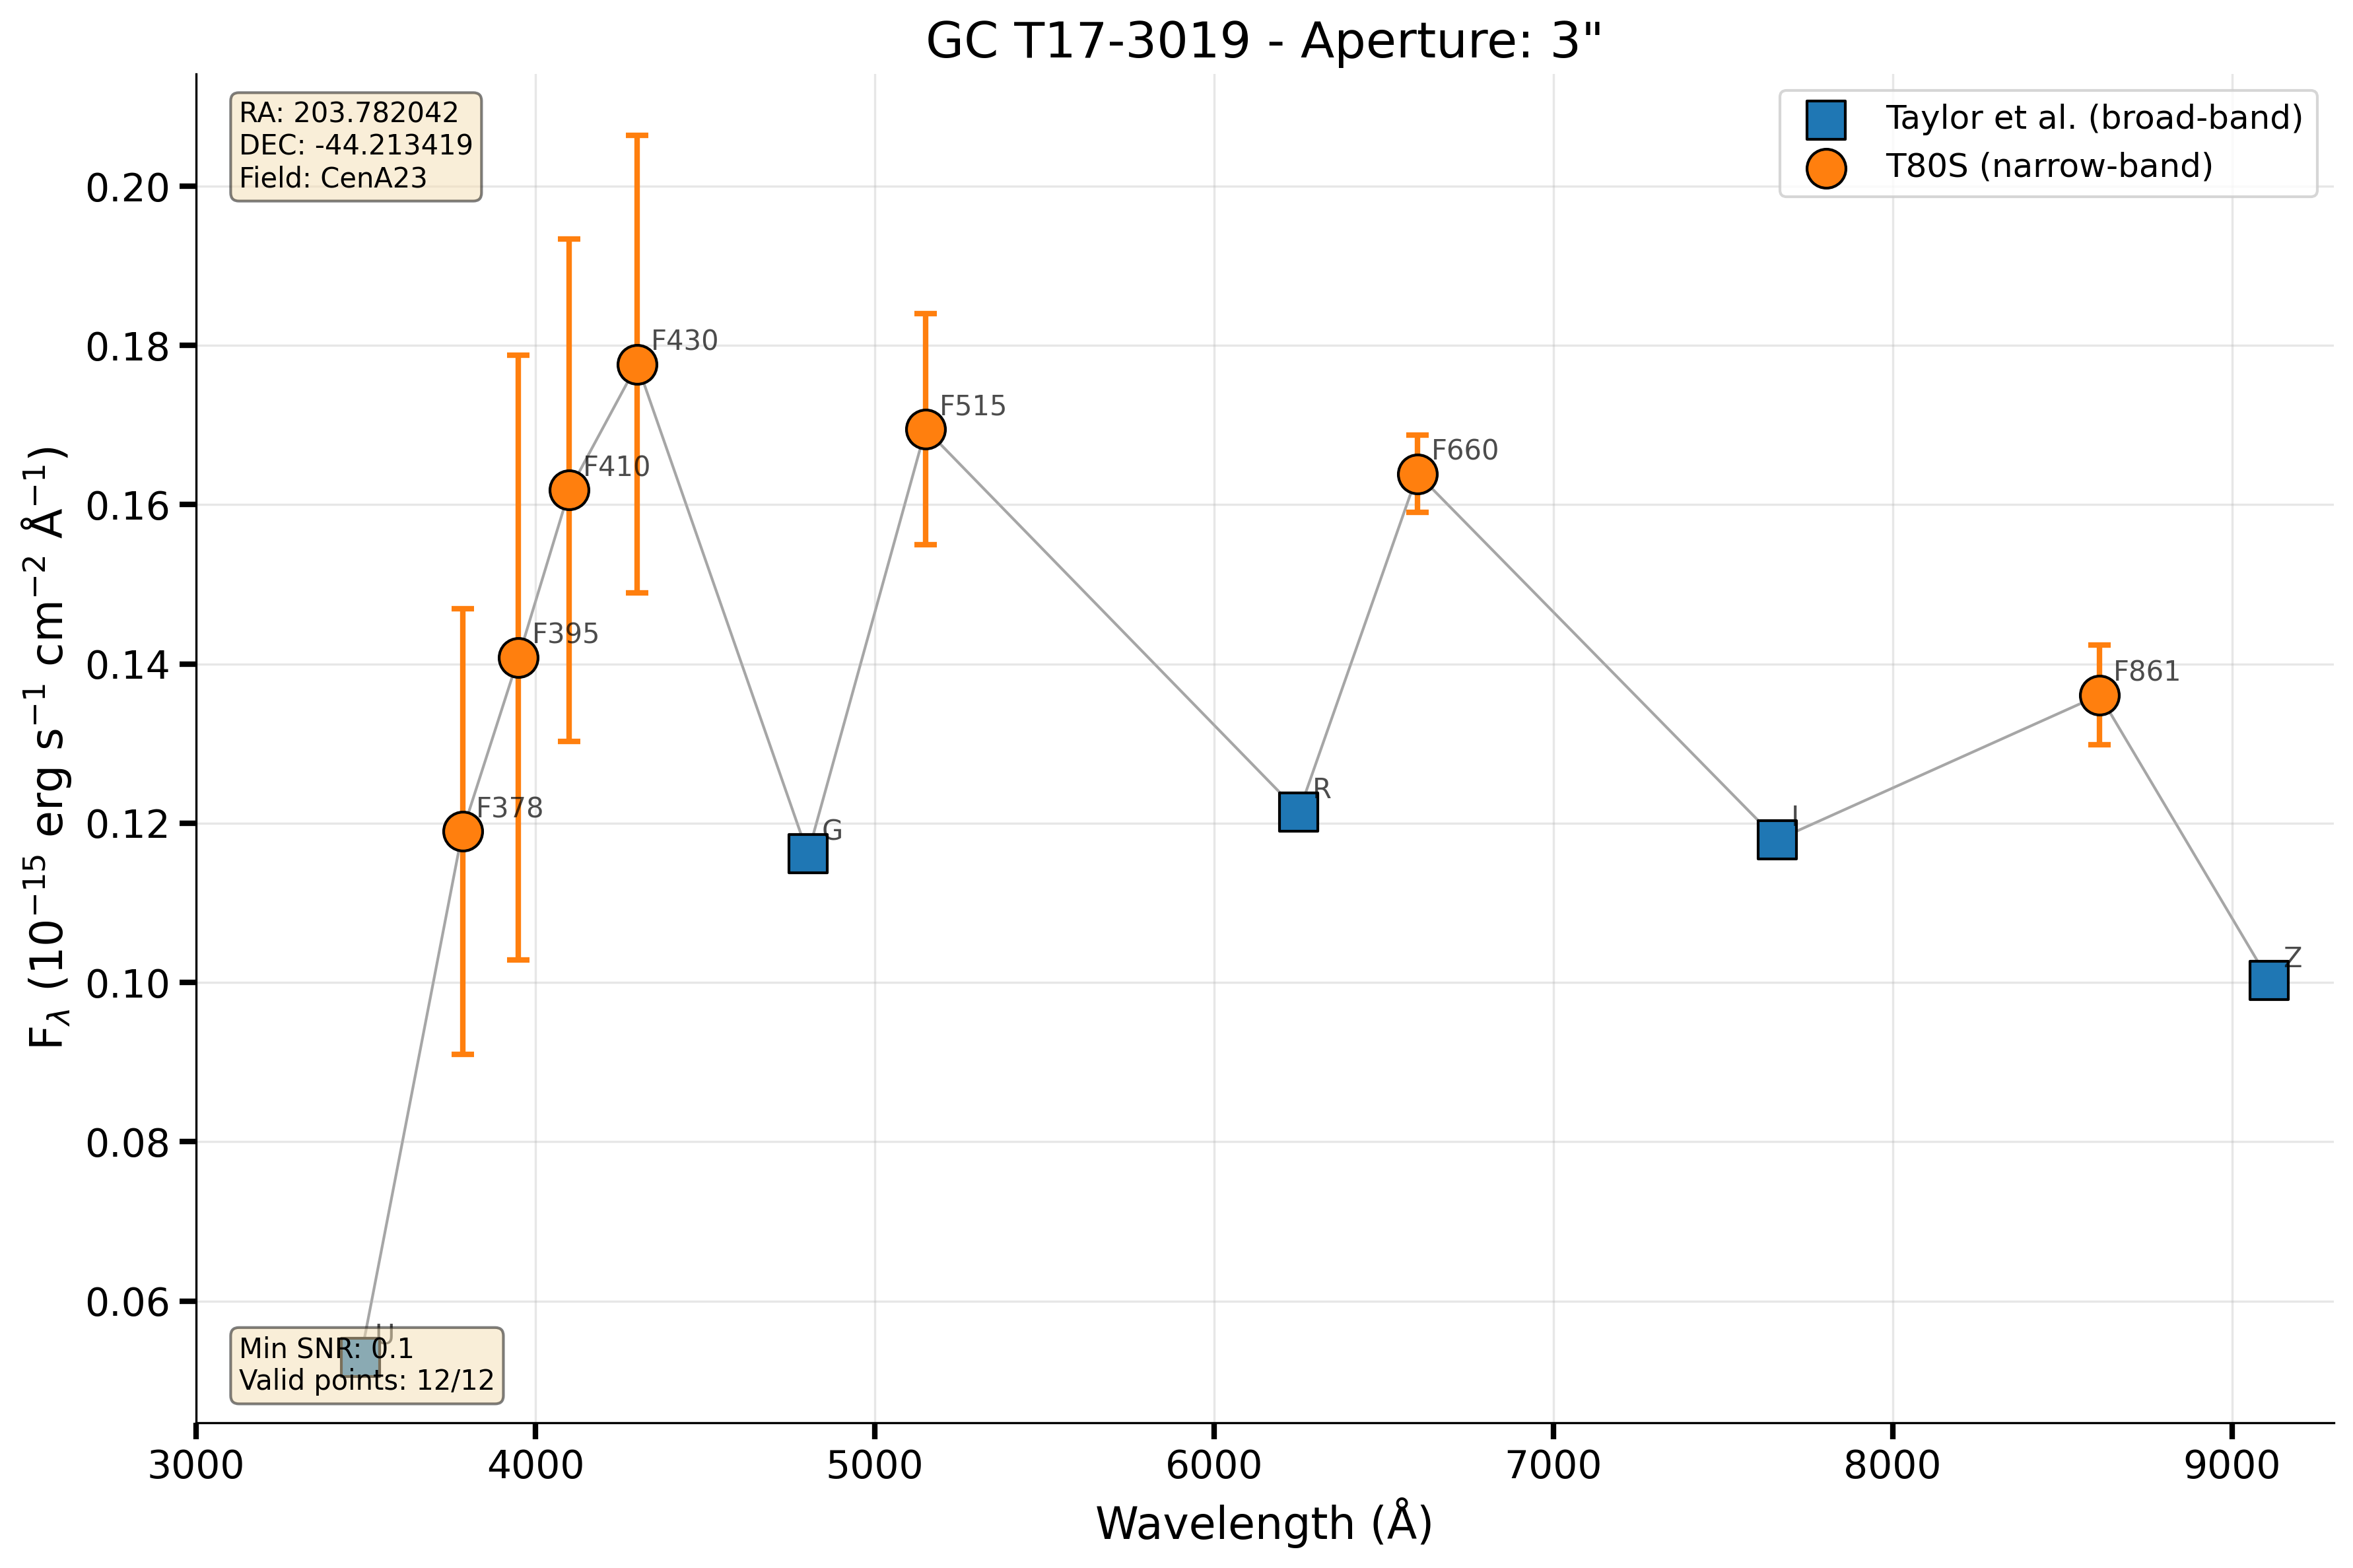 GC T17-3019 - Aperture: 3"
RA: 203.782042
DEC: -44.213419
Field: CenA23
Taylor et al. (broad-band)
T80S (narrow-band)
0.20
0.18
0.16
0.14
0.12
0.10
0.08
0.06
F$_λ$ (10$^{−15}$ erg s$^{−1}$ cm$^{−2}$ Å$^{−1}$)
U
F378
F395
F410
F430
G
F515
R
F660
I
F861
Z
Min SNR: 0.1
Valid points: 12/12
3000 4000 5000 6000 7000 8000 9000
Wavelength (Å)